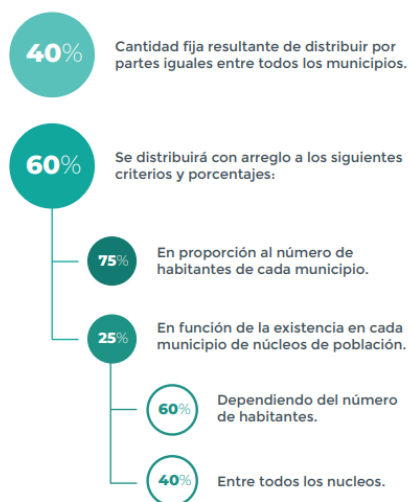 40%
Cantidad fija resultante de distribuir por
partes iguales entre todos los municipios.
60%
Se distribuirá con arreglo a los siguientes
criterios y porcentajes:
75%
En proporción al número de
habitantes de cada municipio.
25%
En función de la existencia en cada
municipio de núcleos de población.
60%
Dependiendo del número
de habitantes.
40%
Entre todos los nucleos.